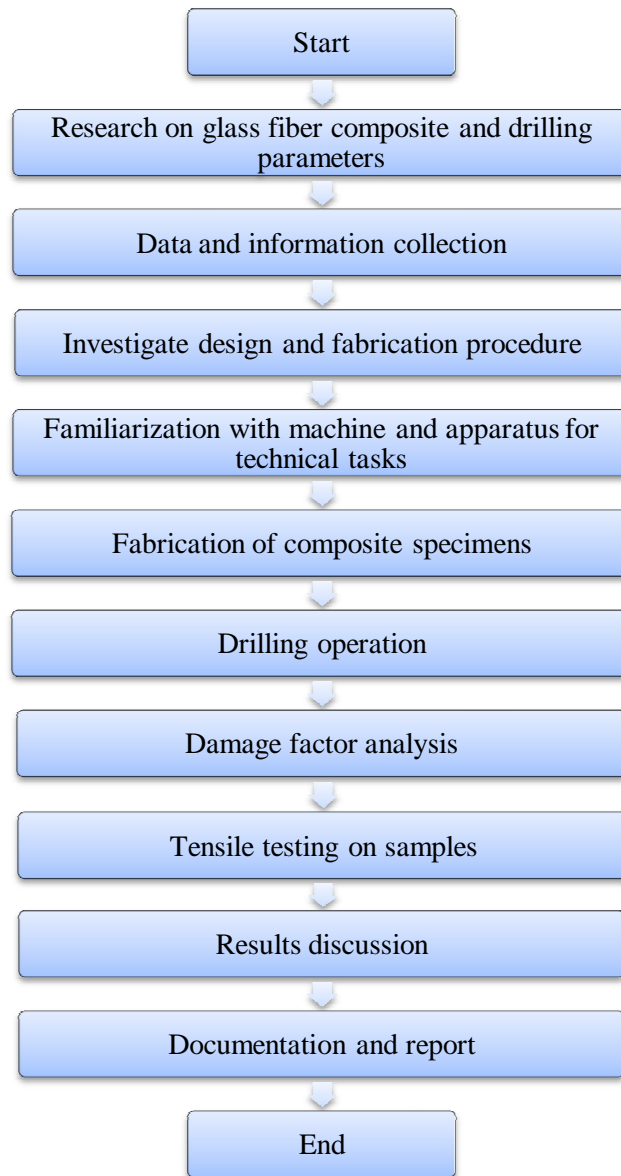 Start
Research on glass fiber composite and drilling
parameters
Data and information collection
Investigate design and fabrication procedure
Familiarization with machine and apparatus for
technical tasks
Fabrication of composite specimens
Drilling operation
Damage factor analysis
Tensile testing on samples
Results discussion
Documentation and report
End